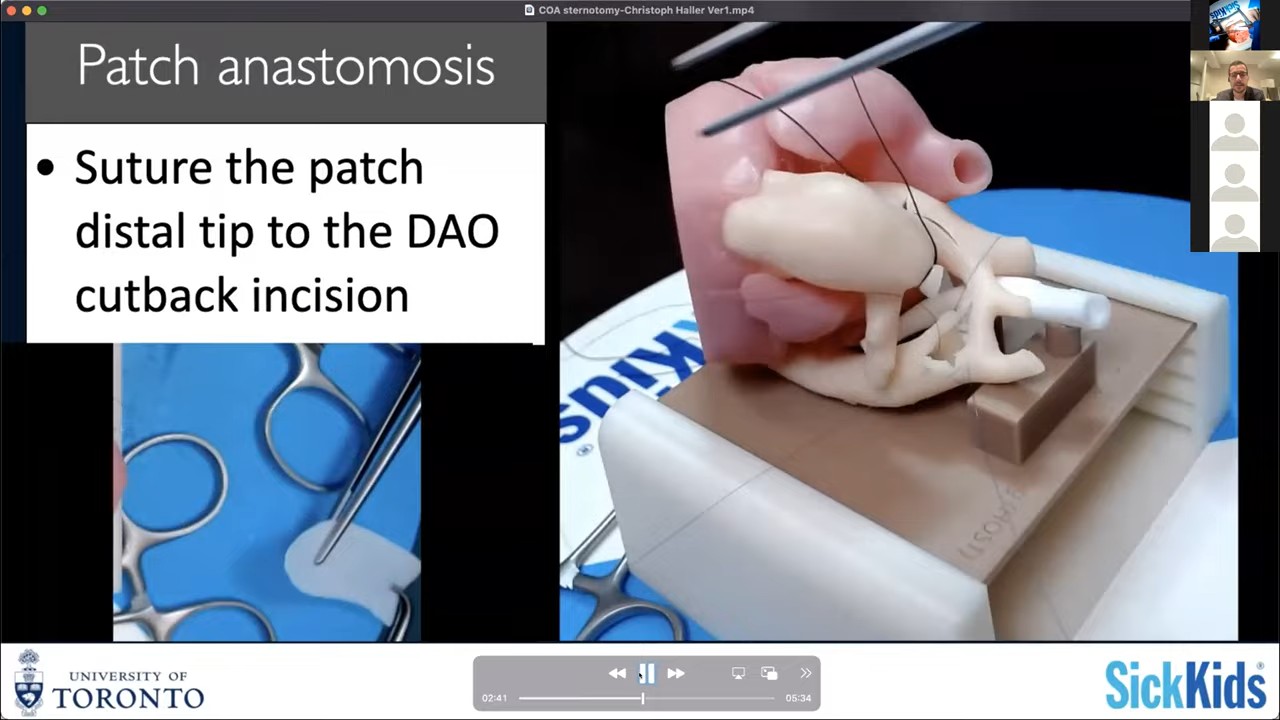 COA sternotomy-Christoph Haller Ver1.mp4
Patch anastomosis
• Suture the patch
distal tip to the DAO
cutback incision
Kius
®
02:41
05:34
UNIVERSITY OF
TORONTO
SickKids